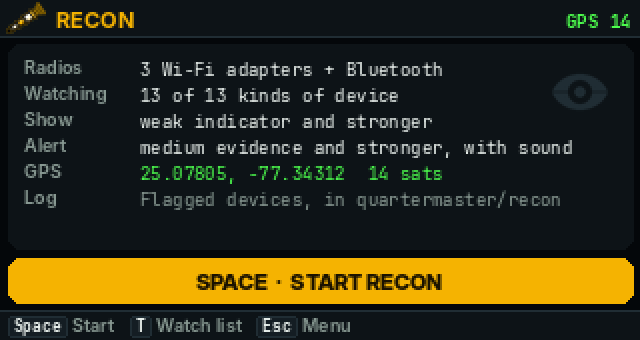 RECON
GPS 14
Radios 3 Wi-Fi adapters + Bluetooth
Watching 13 of 13 kinds of device
Show weak indicator and stronger
Alert medium evidence and stronger, with sound
GPS 25.07805, -77.34312 14 sats
Log Flagged devices, in quartermaster/recon
SPACE · START RECON
Space Start T Watch list Esc Menu